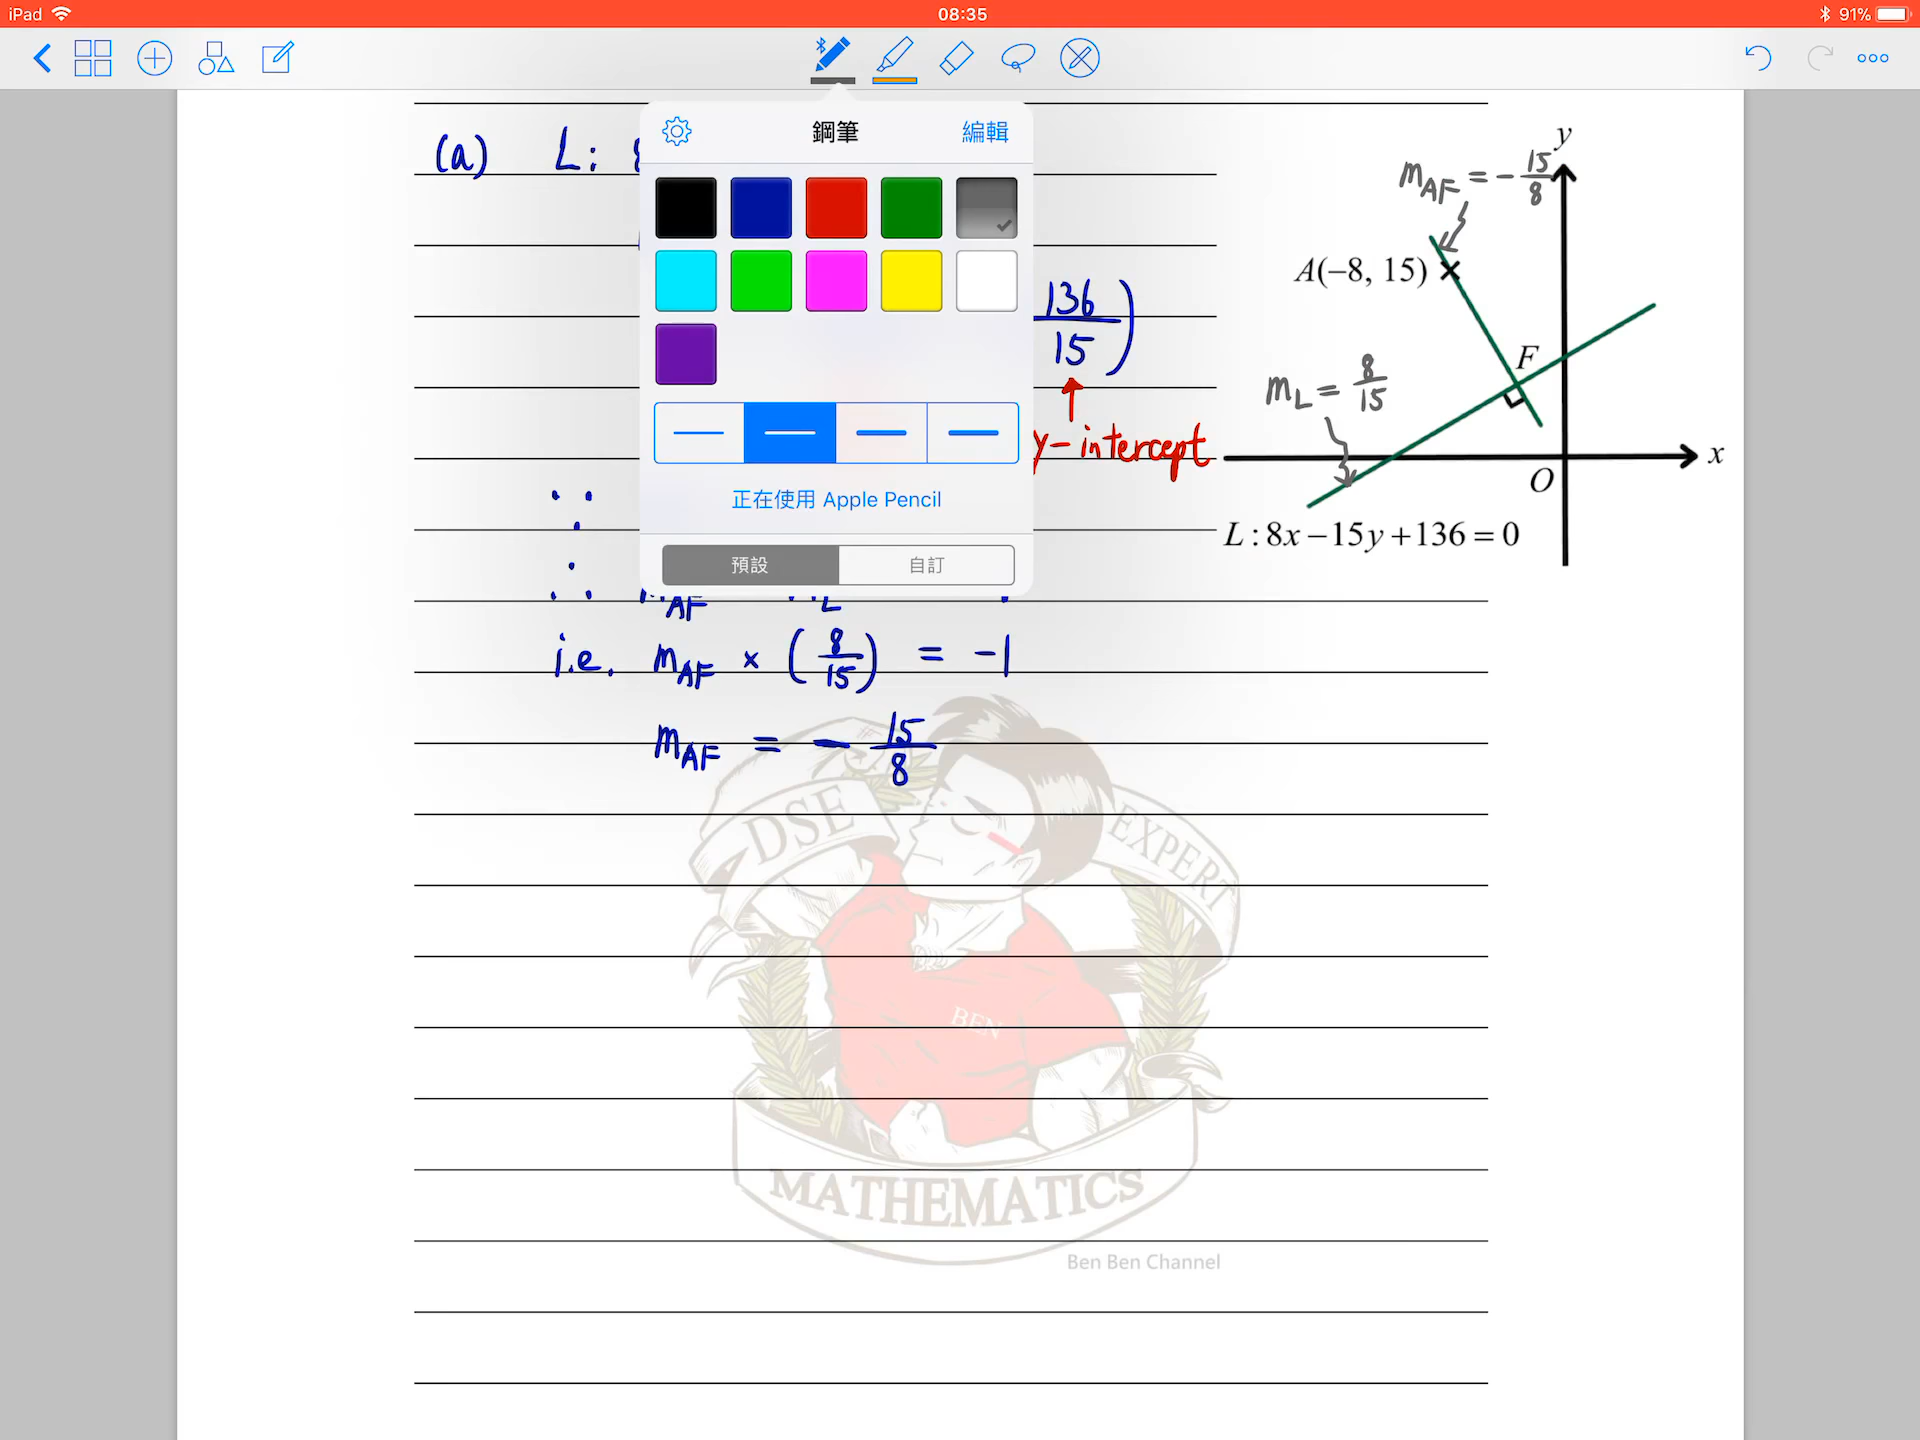 iPad 08:35 91%
鋼筆 編輯
正在使用 Apple Pencil
預設 自訂
(a) L:
136
15
y-intercept
∵
∴ m_AF m_L
i.e. m_AF × (8/15) = -1
m_AF = - 15/8
y
m_AF = - 15/8
A(−8, 15)
F
m_L = 8/15
x
O
L : 8x − 15y + 136 = 0
DSE EXPERT
BEN
MATHEMATICS
Ben Ben Channel